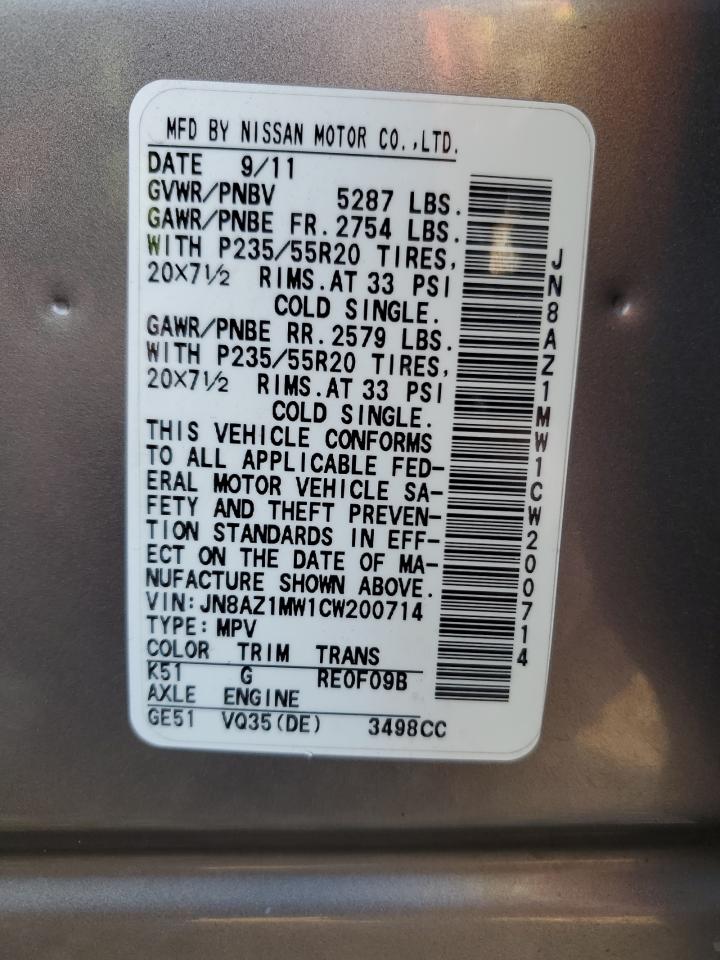 MFD BY NISSAN MOTOR CO.,LTD.
DATE 9/11
GVWR/PNBV 5287 LBS.
GAWR/PNBE FR.2754 LBS.
WITH P235/55R20 TIRES,
20X7½ RIMS.AT 33 PSI
COLD SINGLE.
GAWR/PNBE RR.2579 LBS.
WITH P235/55R20 TIRES,
20X7½ RIMS.AT 33 PSI
COLD SINGLE.
THIS VEHICLE CONFORMS
TO ALL APPLICABLE FED-
ERAL MOTOR VEHICLE SA-
FETY AND THEFT PREVEN-
TION STANDARDS IN EFF-
ECT ON THE DATE OF MA-
NUFACTURE SHOWN ABOVE.
VIN:JN8AZ1MW1CW200714
TYPE:MPV
COLOR TRIM TRANS
K51 G RE0F09B
AXLE ENGINE
GE51 VQ35(DE) 3498CC
JN8AZ1MW1CW200714